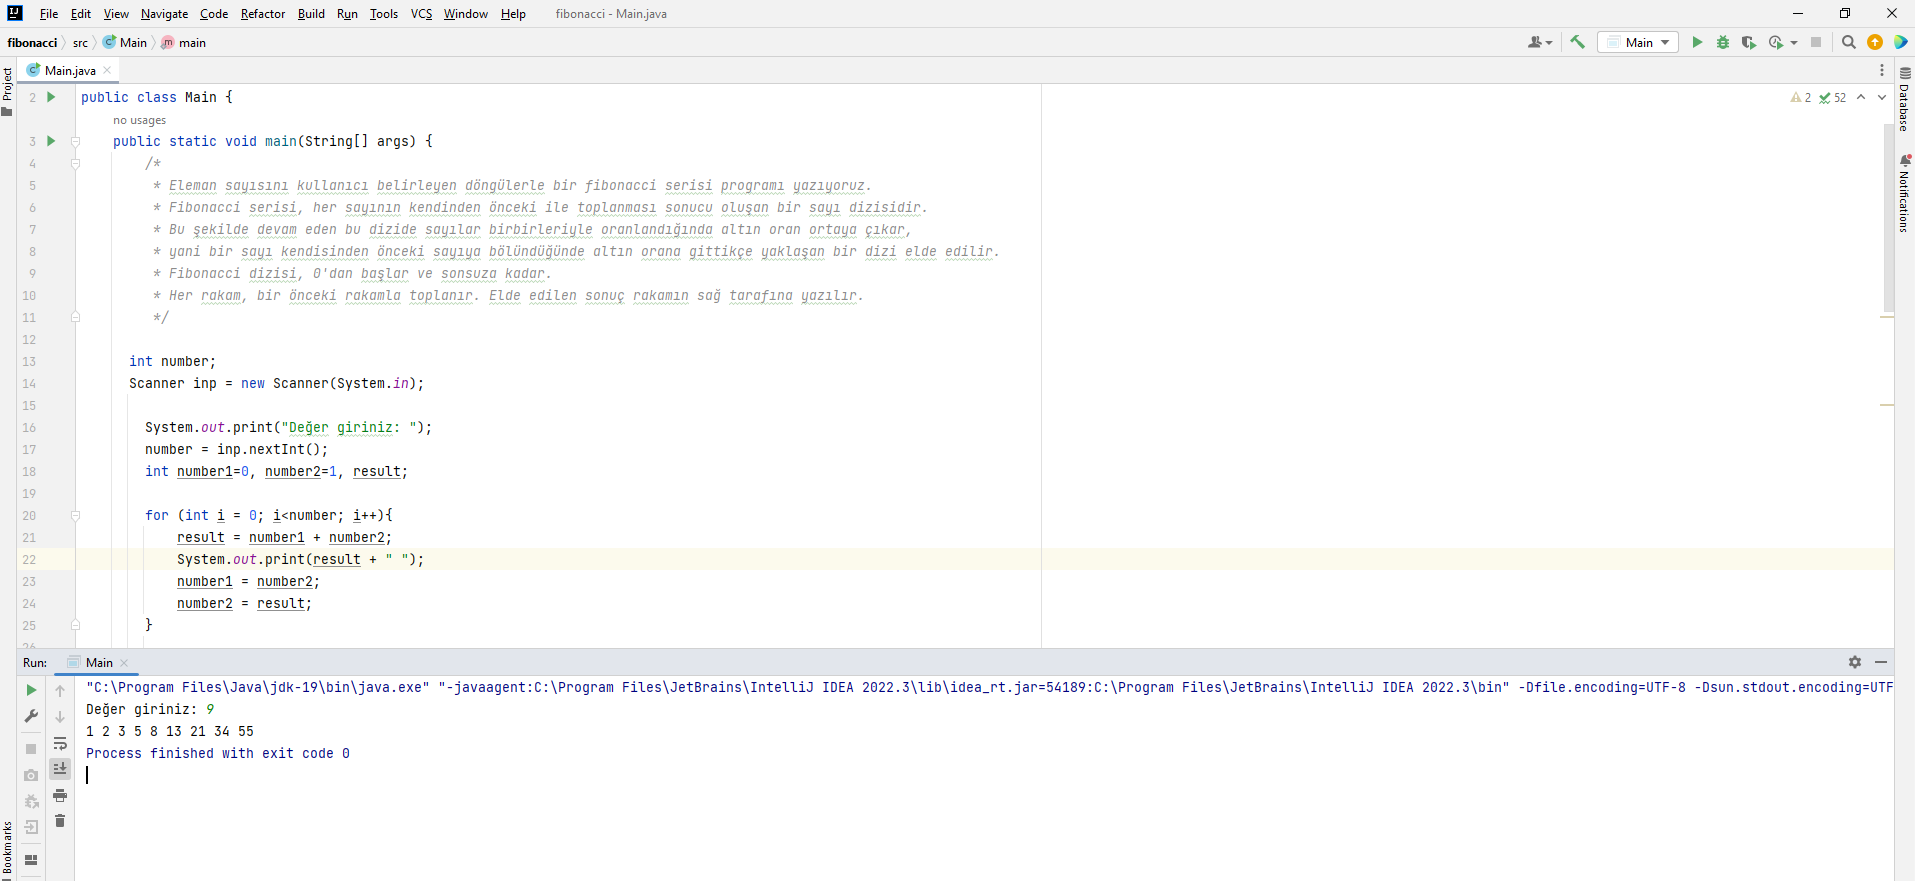 File Edit View Navigate Code Refactor Build Run Tools VCS Window Help fibonacci - Main.java
fibonacci src Main main Main
Project
Main.java
2 public class Main {
2 52
no usages
3 public static void main(String[] args) {
4 /*
5 * Eleman sayısını kullanıcı belirleyen döngülerle bir fibonacci serisi programı yazıyoruz.
6 * Fibonacci serisi, her sayının kendinden önceki ile toplanması sonucu oluşan bir sayı dizisidir.
7 * Bu şekilde devam eden bu dizide sayılar birbirleriyle oranlandığında altın oran ortaya çıkar,
8 * yani bir sayı kendisinden önceki sayıya bölündüğünde altın orana gittikçe yaklaşan bir dizi elde edilir.
9 * Fibonacci dizisi, 0'dan başlar ve sonsuza kadar.
10 * Her rakam, bir önceki rakamla toplanır. Elde edilen sonuç rakamın sağ tarafına yazılır.
11 */
12
13 int number;
14 Scanner inp = new Scanner(System.in);
15
16 System.out.print("Değer giriniz: ");
17 number = inp.nextInt();
18 int number1=0, number2=1, result;
19
20 for (int i = 0; i<number; i++){
21 result = number1 + number2;
22 System.out.print(result + " ");
23 number1 = number2;
24 number2 = result;
25 }
26
Database
Notifications
Run: Main
"C:\Program Files\Java\jdk-19\bin\java.exe" "-javaagent:C:\Program Files\JetBrains\IntelliJ IDEA 2022.3\lib\idea_rt.jar=54189:C:\Program Files\JetBrains\IntelliJ IDEA 2022.3\bin" -Dfile.encoding=UTF-8 -Dsun.stdout.encoding=UTF
Değer giriniz: 9
1 2 3 5 8 13 21 34 55
Process finished with exit code 0
Bookmarks